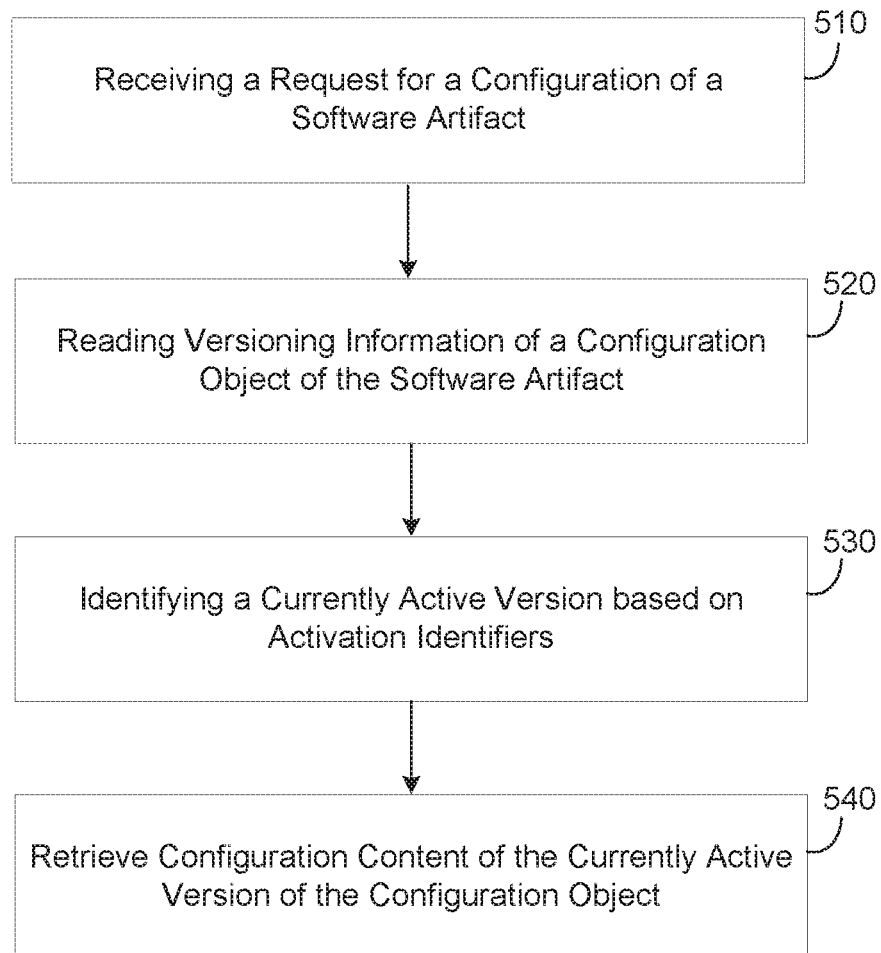 510
Receiving a Request for a Configuration of a
Software Artifact
520
Reading Versioning Information of a Configuration
Object of the Software Artifact
530
Identifying a Currently Active Version based on
Activation Identifiers
540
Retrieve Configuration Content of the Currently Active
Version of the Configuration Object